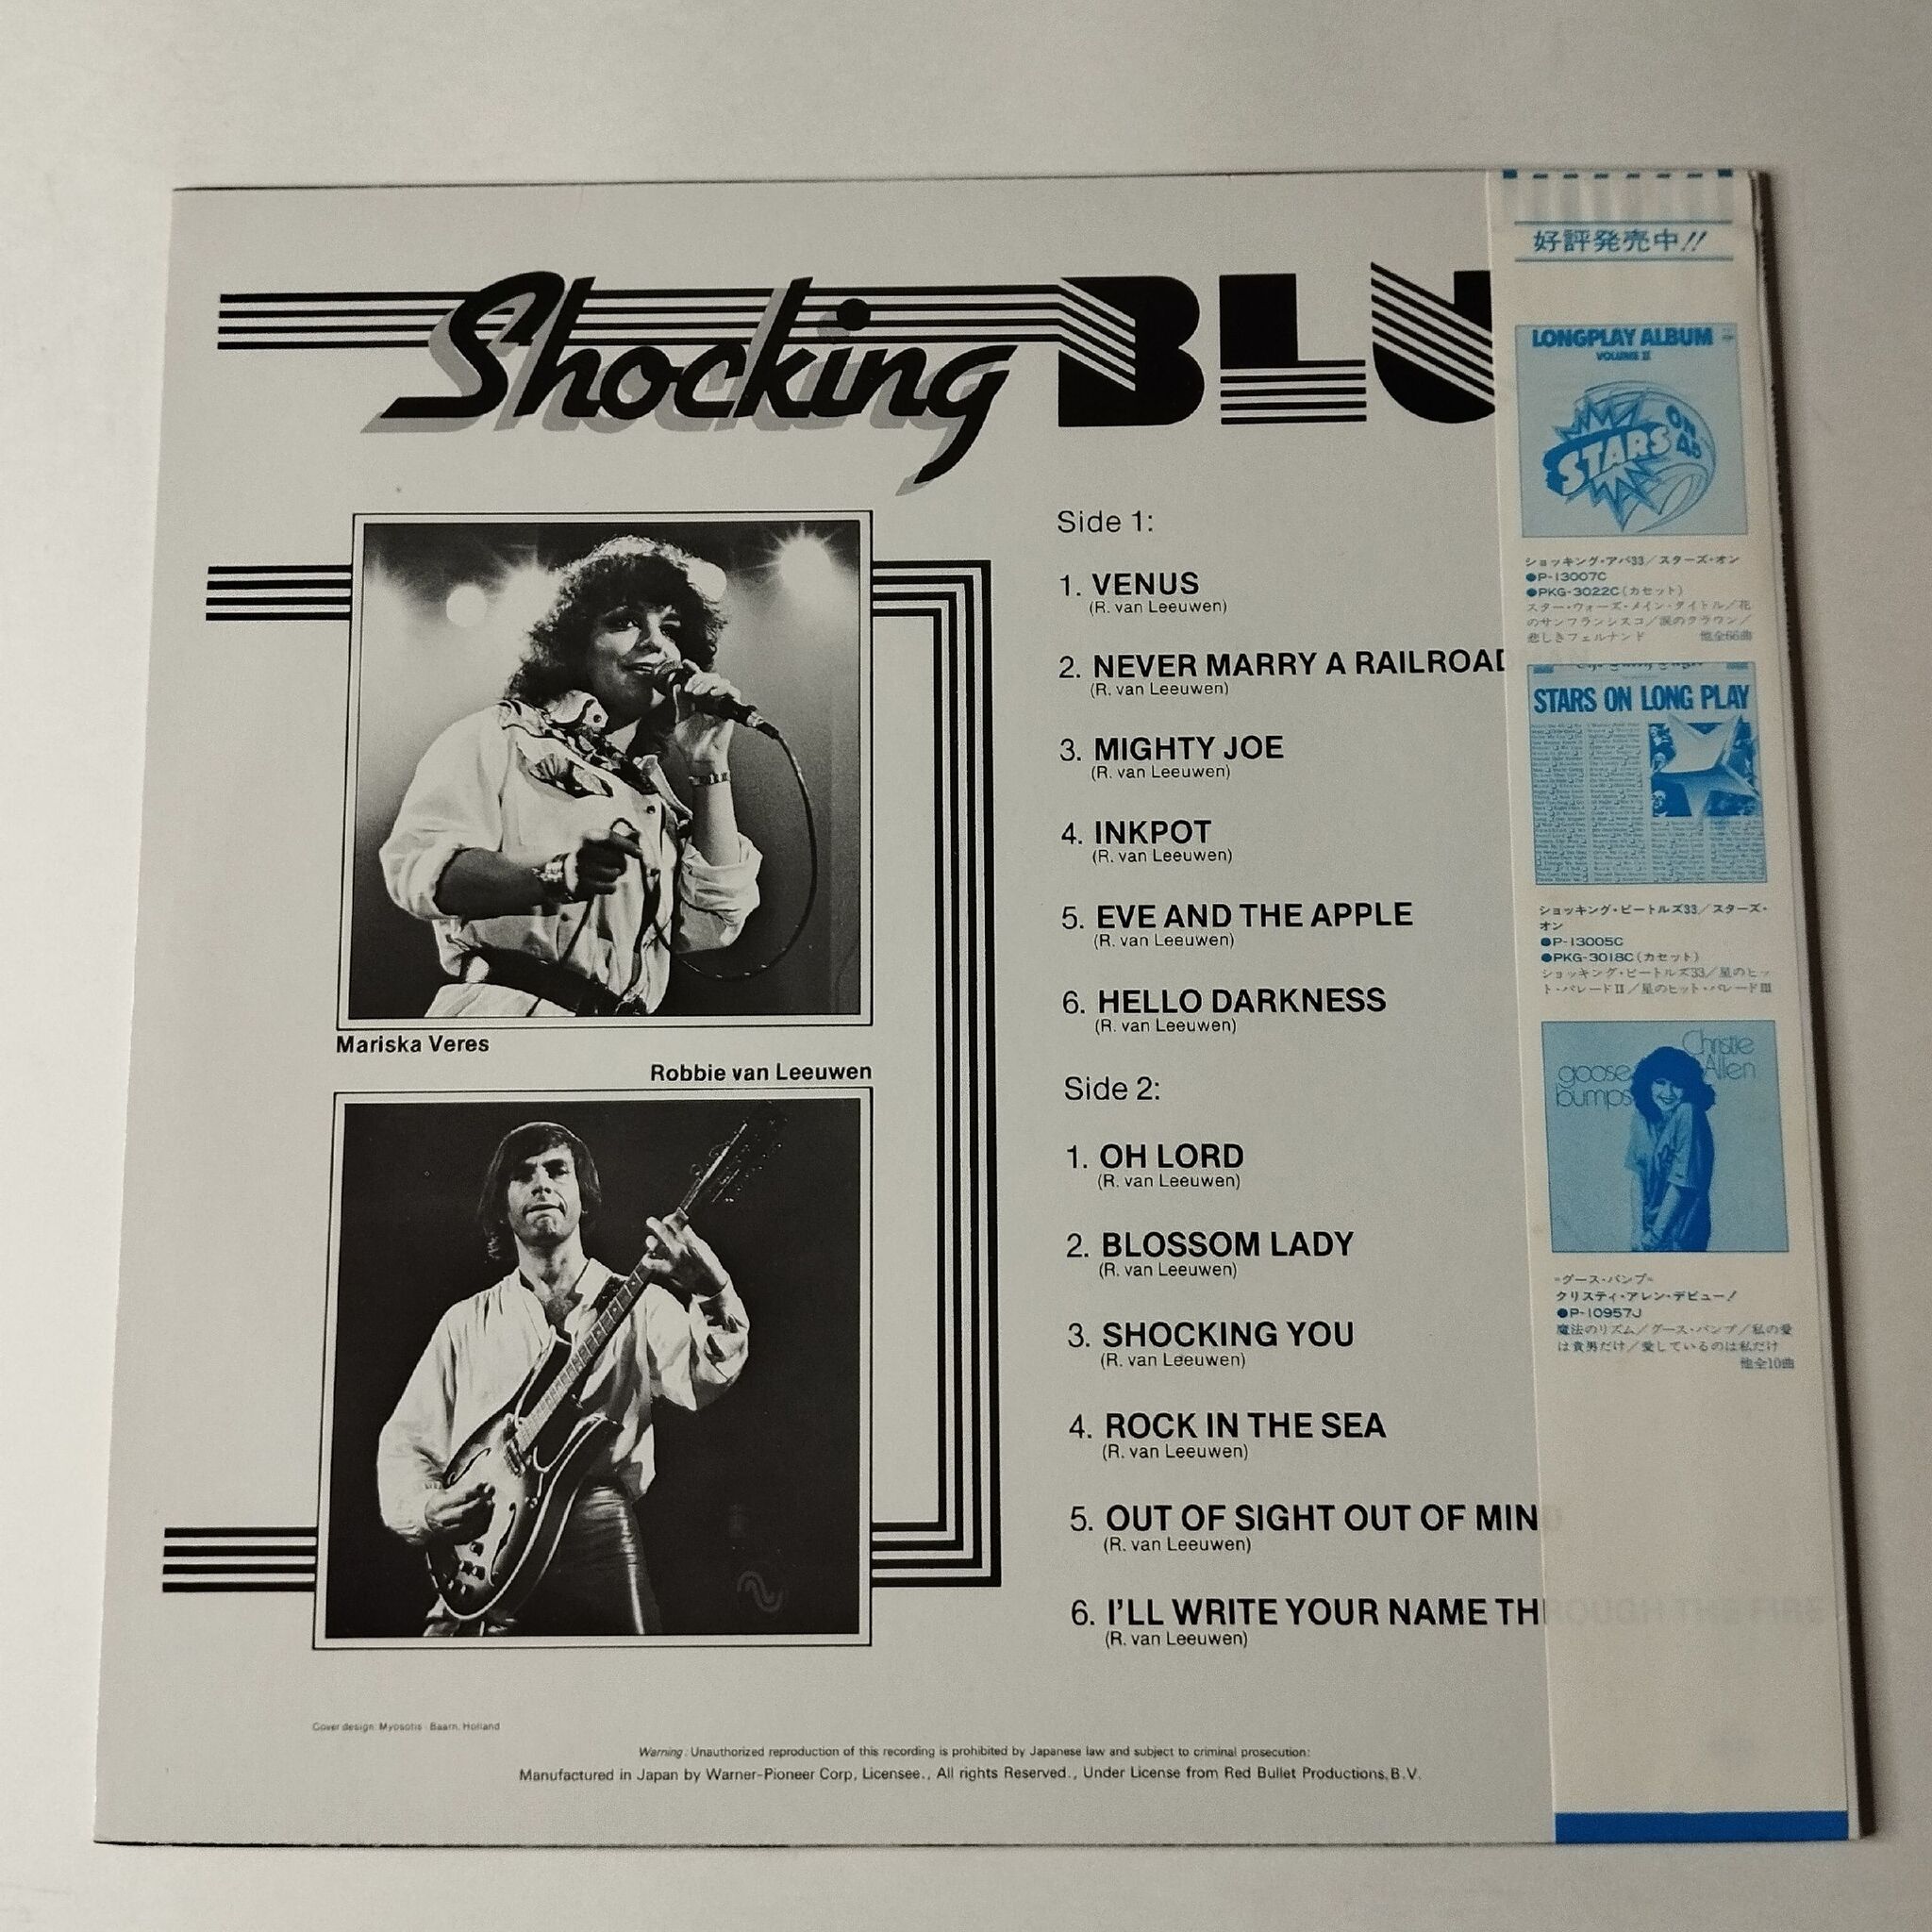 Shocking BLU
Side 1:
1. VENUS
(R. van Leeuwen)
2. NEVER MARRY A RAILROAD
(R. van Leeuwen)
3. MIGHTY JOE
(R. van Leeuwen)
4. INKPOT
(R. van Leeuwen)
5. EVE AND THE APPLE
(R. van Leeuwen)
6. HELLO DARKNESS
(R. van Leeuwen)
Mariska Veres
Robbie van Leeuwen
Side 2:
1. OH LORD
(R. van Leeuwen)
2. BLOSSOM LADY
(R. van Leeuwen)
3. SHOCKING YOU
(R. van Leeuwen)
4. ROCK IN THE SEA
(R. van Leeuwen)
5. OUT OF SIGHT OUT OF MIND
(R. van Leeuwen)
6. I'LL WRITE YOUR NAME THROUGH THE FIRE
(R. van Leeuwen)
Cover design: Myosotis - Baarn, Holland
Warning: Unauthorized reproduction of this recording is prohibited by Japanese law and subject to criminal prosecution:
Manufactured in Japan by Warner-Pioneer Corp, Licensee., All rights Reserved., Under License from Red Bullet Productions, B.V.
好評発売中!!
LONGPLAY ALBUM
VOLUME II
STARS ON 45
ショッキング・アバ33/スターズ・オン
●P-13007C
●PKG-3022C(カセット)
スター・ウォーズ・メイン・タイトル/花
のサンフランシスコ/涙のクラウン/
悲しきフェルナンド 他全66曲
STARS ON LONG PLAY
ショッキング・ビートルズ33/スターズ・
オン
●P-13005C
●PKG-3018C(カセット)
ショッキング・ビートルズ33/星のヒッ
ト・パレードII/星のヒット・パレードIII
Christie
Allen
goose
bumps
=グース・バンプ=
クリスティ・アレン・デビュー!
●P-10957J
魔法のリズム/グース・バンプ/私の愛
は貴男だけ/愛しているのは私だけ
他全10曲